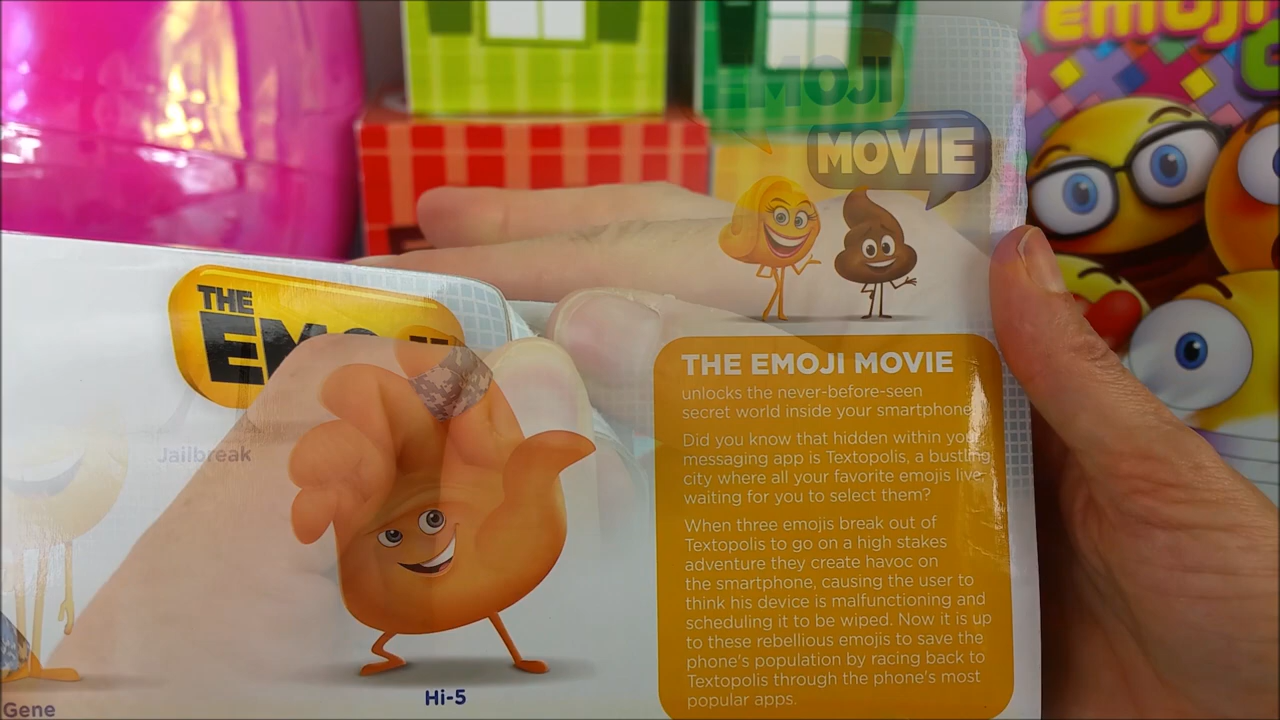 EMOJI
EMOJI
MOVIE
THE
EMOJI
Jailbreak
Hi-5
Gene
THE EMOJI MOVIE
unlocks the never-before-seen
secret world inside your smartphone.
Did you know that hidden within your
messaging app is Textopolis, a bustling
city where all your favorite emojis live
waiting for you to select them?
When three emojis break out of
Textopolis to go on a high stakes
adventure they create havoc on
the smartphone, causing the user to
think his device is malfunctioning and
scheduling it to be wiped. Now it is up
to these rebellious emojis to save the
phone's population by racing back to
Textopolis through the phone's most
popular apps.